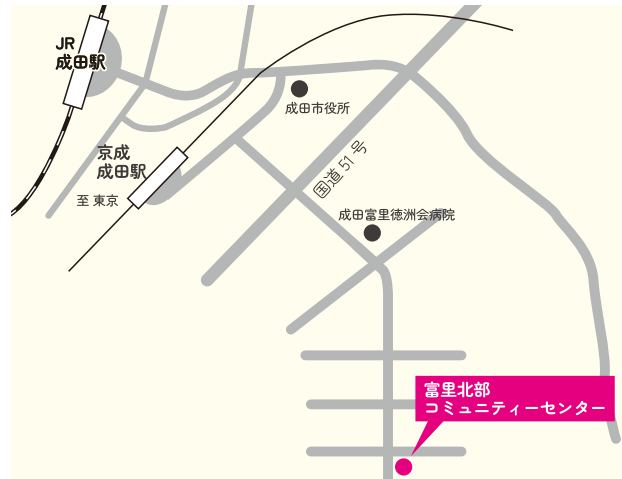 JR
成田駅
成田市役所
京成
成田駅
国道 51 号
至 東京
成田富里徳洲会病院
富里北部
コミュニティーセンター